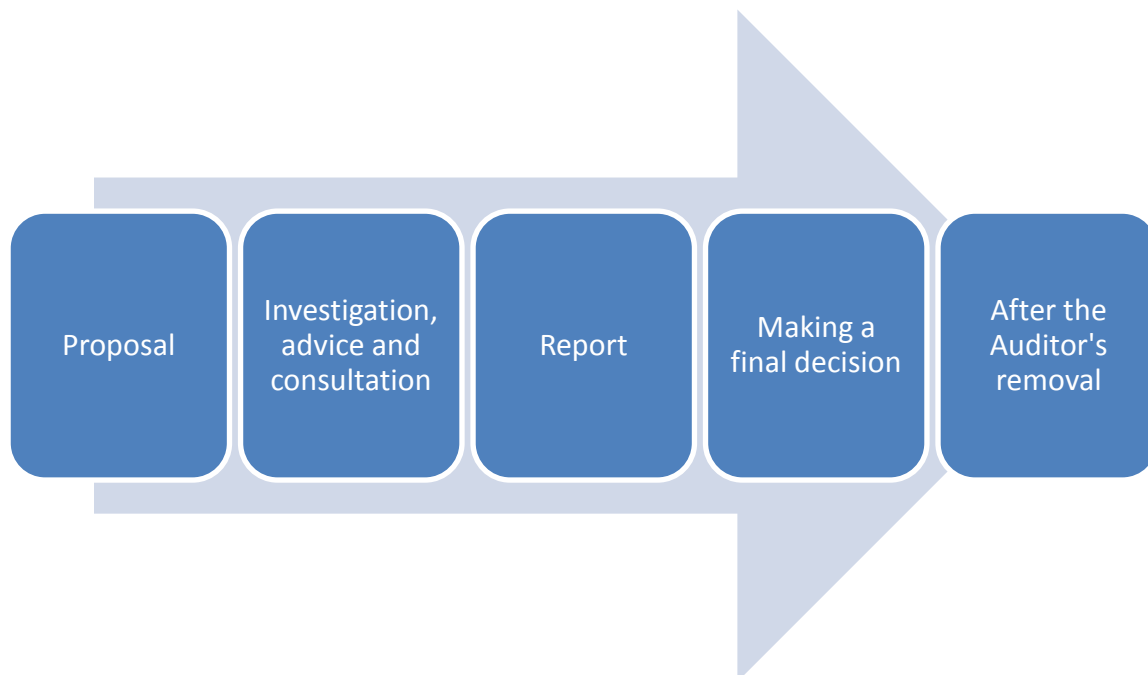 Proposal
Investigation,
advice and
consultation
Report
Making a
final decision
After the
Auditor's
removal